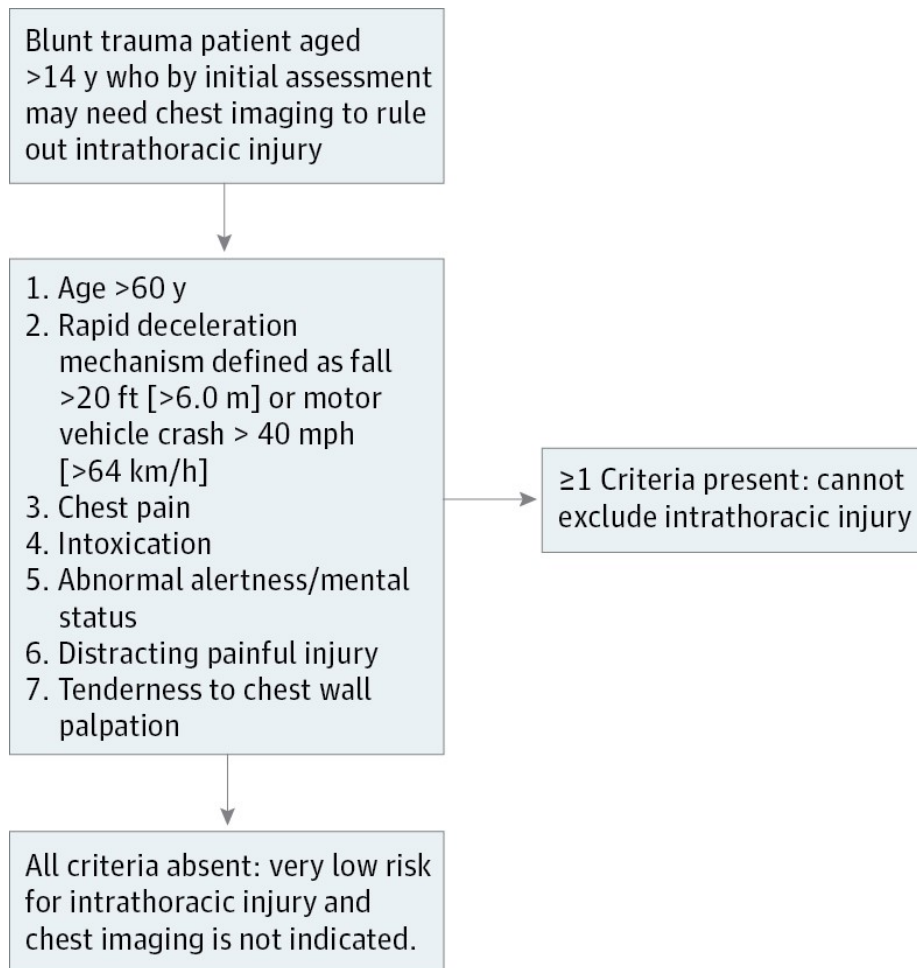 Blunt trauma patient aged
>14 y who by initial assessment
may need chest imaging to rule
out intrathoracic injury
1. Age >60 y
2. Rapid deceleration
mechanism defined as fall
>20 ft [>6.0 m] or motor
vehicle crash > 40 mph
[>64 km/h]
3. Chest pain
4. Intoxication
5. Abnormal alertness/mental
status
6. Distracting painful injury
7. Tenderness to chest wall
palpation
≥1 Criteria present: cannot
exclude intrathoracic injury
All criteria absent: very low risk
for intrathoracic injury and
chest imaging is not indicated.